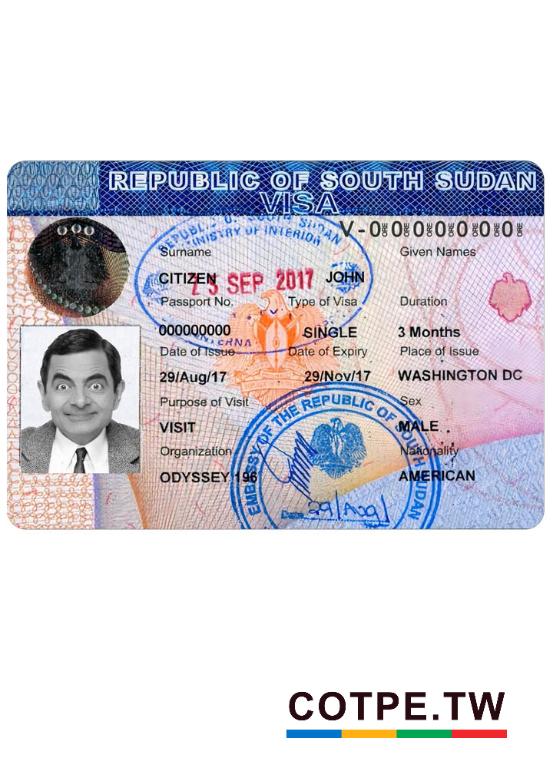 REPUBLIC OF SOUTH SUDAN
VISA
REPUBLIC OF SOUTH SUDAN
MINISTRY OF INTERIOR
V-000000000
Surname
Given Names
CITIZEN
JOHN
SEP 2017
Passport No.
Type of Visa
Duration
000000000
SINGLE
3 Months
Date of Issue
Date of Expiry
Place of Issue
29/Aug/17
29/Nov/17
WASHINGTON DC
Purpose of Visit
Sex
VISIT
MALE
Organization
Nationality
ODYSSEY 196
AMERICAN
EMBASSY OF THE REPUBLIC OF SOUTH SUDAN
Date 29/Aug/
COTPE.TW